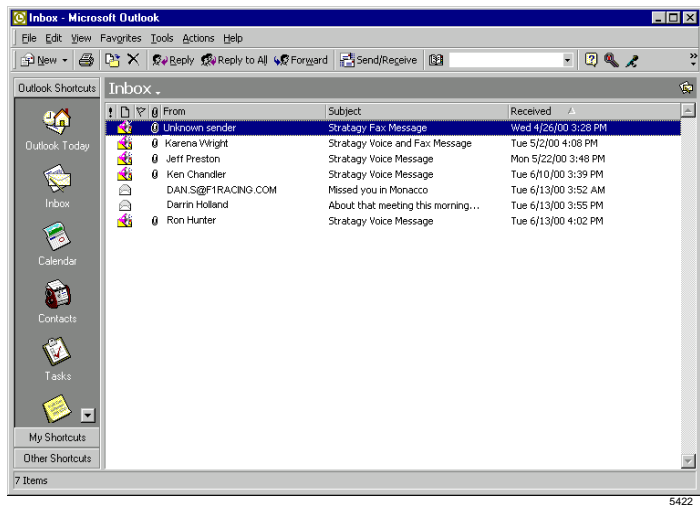 Inbox - Microsoft Outlook
File Edit View Favorites Tools Actions Help
New Reply Reply to All Forward Send/Receive
Outlook Shortcuts Inbox.
! From Subject Received
Unknown sender Stratagy Fax Message Wed 4/26/00 3:28 PM
Outlook Today Karena Wright Stratagy Voice and Fax Message Tue 5/2/00 4:08 PM
Jeff Preston Stratagy Voice Message Mon 5/22/00 3:48 PM
Ken Chandler Stratagy Voice Message Tue 6/10/00 3:39 PM
DAN.S@F1RACING.COM Missed you in Monacco Tue 6/13/00 3:52 AM
Inbox Darrin Holland About that meeting this morning... Tue 6/13/00 3:55 PM
Ron Hunter Stratagy Voice Message Tue 6/13/00 4:02 PM
Calendar
Contacts
Tasks
My Shortcuts
Other Shortcuts
7 Items
5422